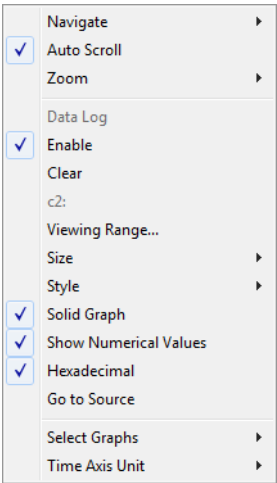 Navigate
Auto Scroll
Zoom
Data Log
Enable
Clear
c2:
Viewing Range...
Size
Style
Solid Graph
Show Numerical Values
Hexadecimal
Go to Source
Select Graphs
Time Axis Unit